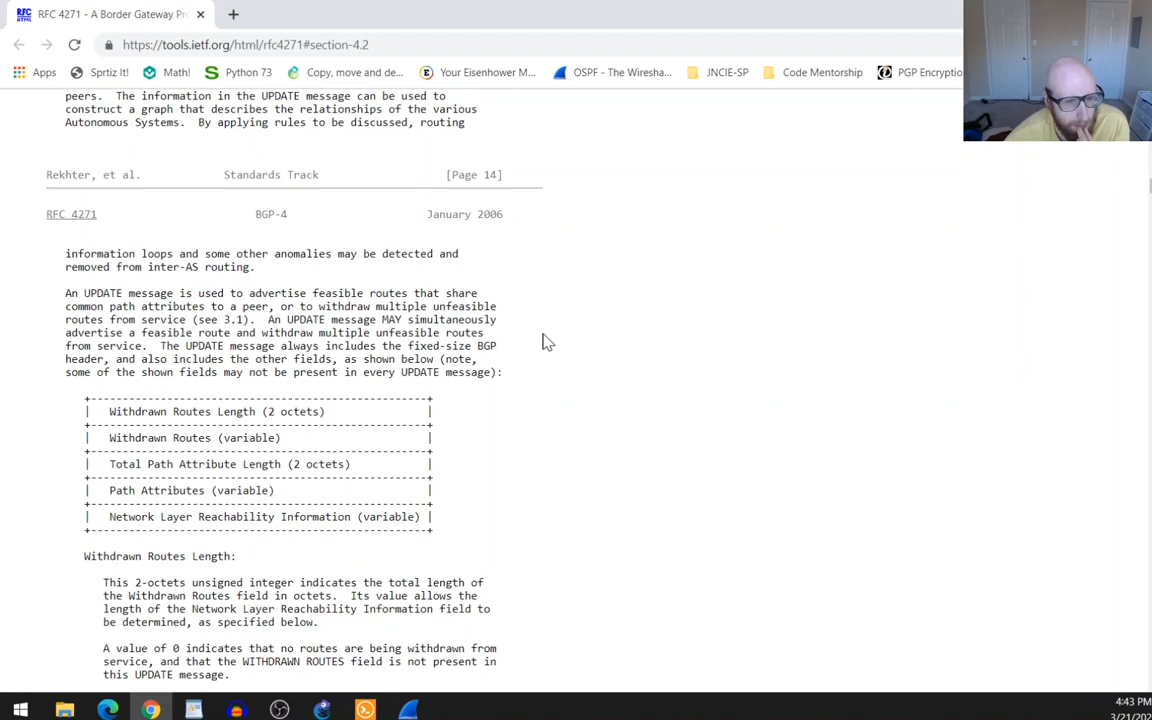 RFC 4271 - A Border Gateway Pr
https://tools.ietf.org/html/rfc4271#section-4.2
Apps Sprtiz It! Math! Python 73 Copy, move and de... Your Eisenhower M... OSPF - The Wiresha... JNCIE-SP Code Mentorship PGP Encryptio
peers.  The information in the UPDATE message can be used to
construct a graph that describes the relationships of the various
Autonomous Systems.  By applying rules to be discussed, routing
Rekhter, et al. Standards Track [Page 14]
RFC 4271 BGP-4 January 2006
information loops and some other anomalies may be detected and
removed from inter-AS routing.
An UPDATE message is used to advertise feasible routes that share
common path attributes to a peer, or to withdraw multiple unfeasible
routes from service (see 3.1).  An UPDATE message MAY simultaneously
advertise a feasible route and withdraw multiple unfeasible routes
from service.  The UPDATE message always includes the fixed-size BGP
header, and also includes the other fields, as shown below (note,
some of the shown fields may not be present in every UPDATE message):
Withdrawn Routes Length (2 octets)
Withdrawn Routes (variable)
Total Path Attribute Length (2 octets)
Path Attributes (variable)
Network Layer Reachability Information (variable)
Withdrawn Routes Length:
This 2-octets unsigned integer indicates the total length of
the Withdrawn Routes field in octets.  Its value allows the
length of the Network Layer Reachability Information field to
be determined, as specified below.
A value of 0 indicates that no routes are being withdrawn from
service, and that the WITHDRAWN ROUTES field is not present in
this UPDATE message.
4:43 PM
3/21/202